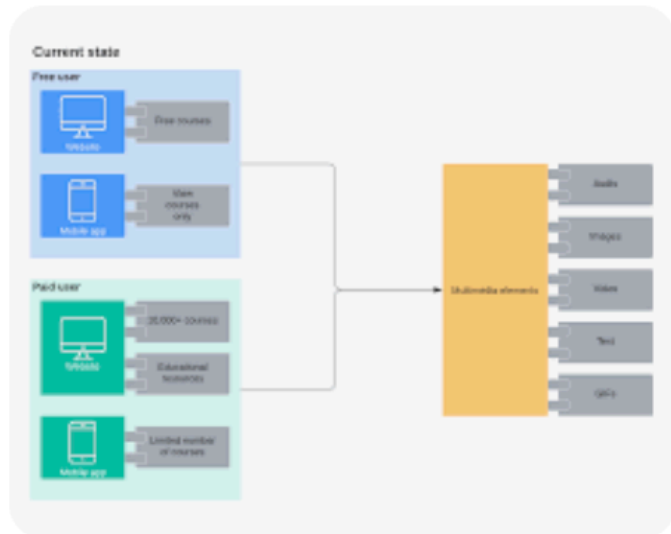 Current state
Free user
Website
Free courses
Mobile app
View
courses
only
Paid user
Website
20,000+ courses
Educational
resources
Mobile app
Limited number
of courses
Multimedia elements
Audio
Images
Video
Text
GIFs